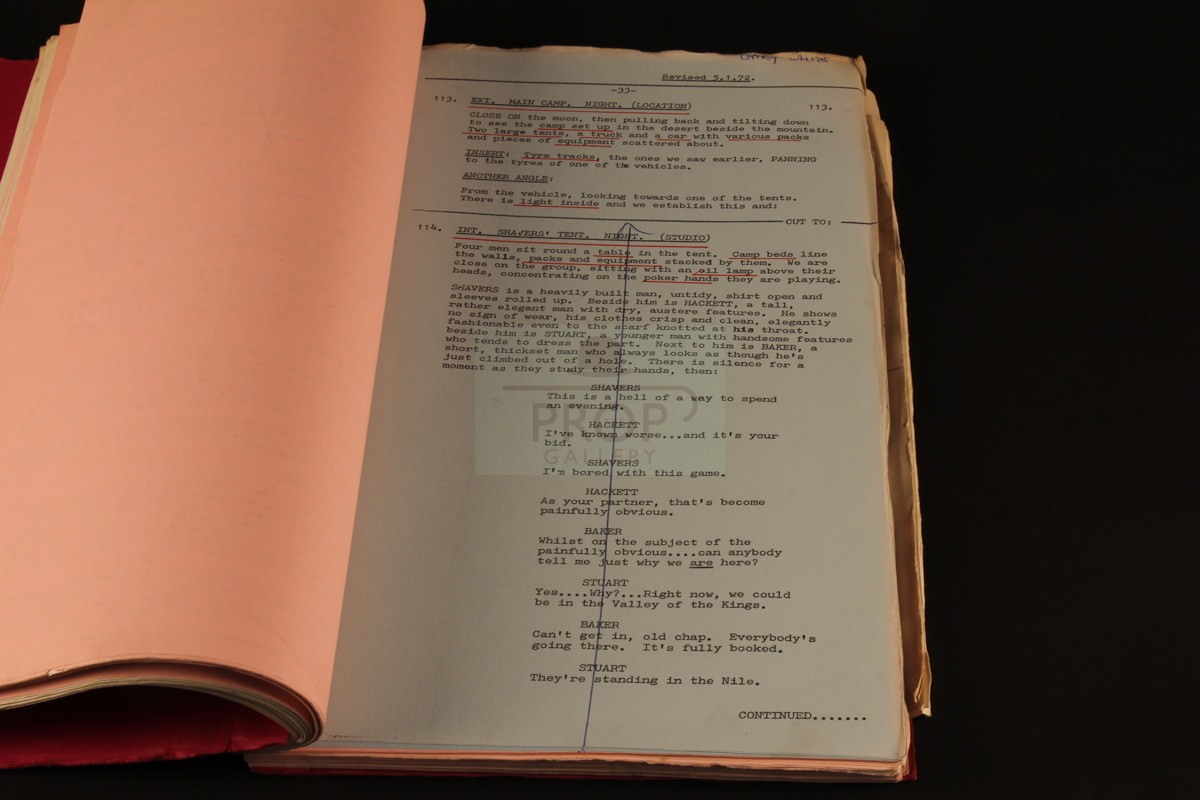 Revised 5.1.72.
-33-
113. EXT. MAIN CAMP. NIGHT. (LOCATION) 113.
CLOSE ON the moon, then pulling back and tilting down
to see the camp set up in the desert beside the mountain.
Two large tents, a truck and a car with various packs
and pieces of equipment scattered about.
INSERT: Tyre tracks, the ones we saw earlier, PANNING
to the tyres of one of the vehicles.
ANOTHER ANGLE:
From the vehicle, looking towards one of the tents.
There is light inside and we establish this and:
CUT TO:
114. INT. SHAVERS' TENT. NIGHT. (STUDIO)
Four men sit round a table in the tent. Camp beds line
the walls, packs and equipment stacked by them. We are
close on the group, sitting with an oil lamp above their
heads, concentrating on the poker hands they are playing.
SHAVERS is a heavily built man, untidy, shirt open and
sleeves rolled up. Beside him is HACKETT, a tall,
rather elegant man with dry, austere features. He shows
no sign of wear, his clothes crisp and clean, elegantly
fashionable even to the scarf knotted at his throat.
beside him is STUART, a younger man with handsome features
who tends to dress the part. Next to him is BAKER, a
short, thickset man who always looks as though he's
just climbed out of a hole. There is silence for a
moment as they study their hands, then:
SHAVERS
This is a hell of a way to spend
an evening.
HACKETT
I've known worse...and it's your
bid.
SHAVERS
I'm bored with this game.
HACKETT
As your partner, that's become
painfully obvious.
BAKER
Whilst on the subject of the
painfully obvious....can anybody
tell me just why we are here?
STUART
Yes....Why?...Right now, we could
be in the Valley of the Kings.
BAKER
Can't get in, old chap. Everybody's
going there. It's fully booked.
STUART
They're standing in the Nile.
CONTINUED.......
PROP
GALLERY